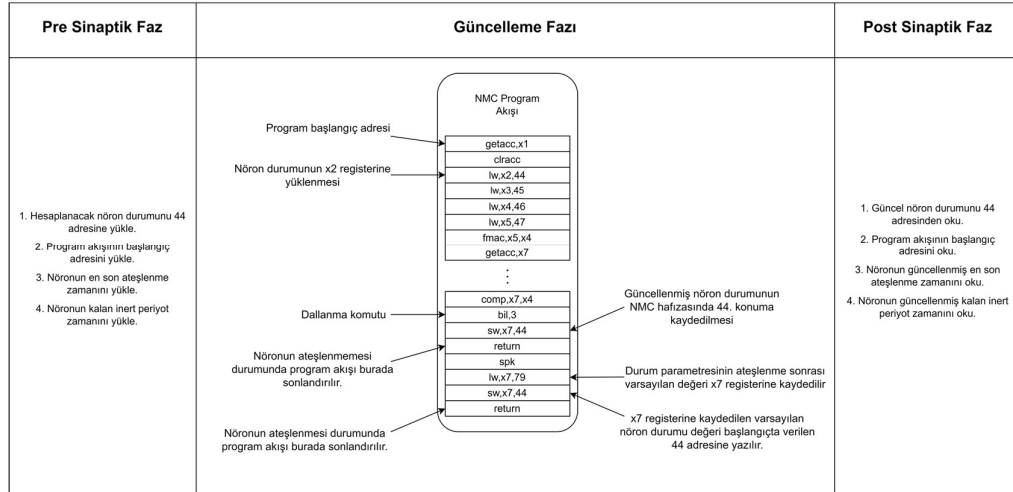 Pre Sinaptik Faz
Güncelleme Fazı
Post Sinaptik Faz
1. Hesaplanacak nöron durumunu 44
adresine yükle.
2. Program akışının başlangıç
adresini yükle.
3. Nöronun en son ateşlenme
zamanını yükle.
4. Nöronun kalan inert periyot
zamanını yükle.
NMC Program
Akışı
Program başlangıç adresi
Nöron durumunun x2 registerine
yüklenmesi
getacc,x1
clracc
lw,x2,44
lw,x3,45
lw,x4,46
lw,x5,47
fmac,x5,x4
getacc,x7
comp,x7,x4
bil,3
sw,x7,44
return
spk
lw,x7,79
sw,x7,44
return
Dallanma komutu
Nöronun ateşlenmemesi
durumunda program akışı burada
sonlandırılır.
Nöronun ateşlenmesi durumunda
program akışı burada sonlandırılır.
Güncellenmiş nöron durumunun
NMC hafızasında 44. konuma
kaydedilmesi
Durum parametresinin ateşlenme sonrası
varsayılan değeri x7 registerine kaydedilir
x7 registerine kaydedilen varsayılan
nöron durumu değeri başlangıçta verilen
44 adresine yazılır.
1. Güncel nöron durumunu 44
adresinden oku.
2. Program akışının başlangıç
adresini oku.
3. Nöronun güncellenmiş en son
ateşlenme zamanını oku.
4. Nöronun güncellenmiş kalan inert
periyot zamanını oku.